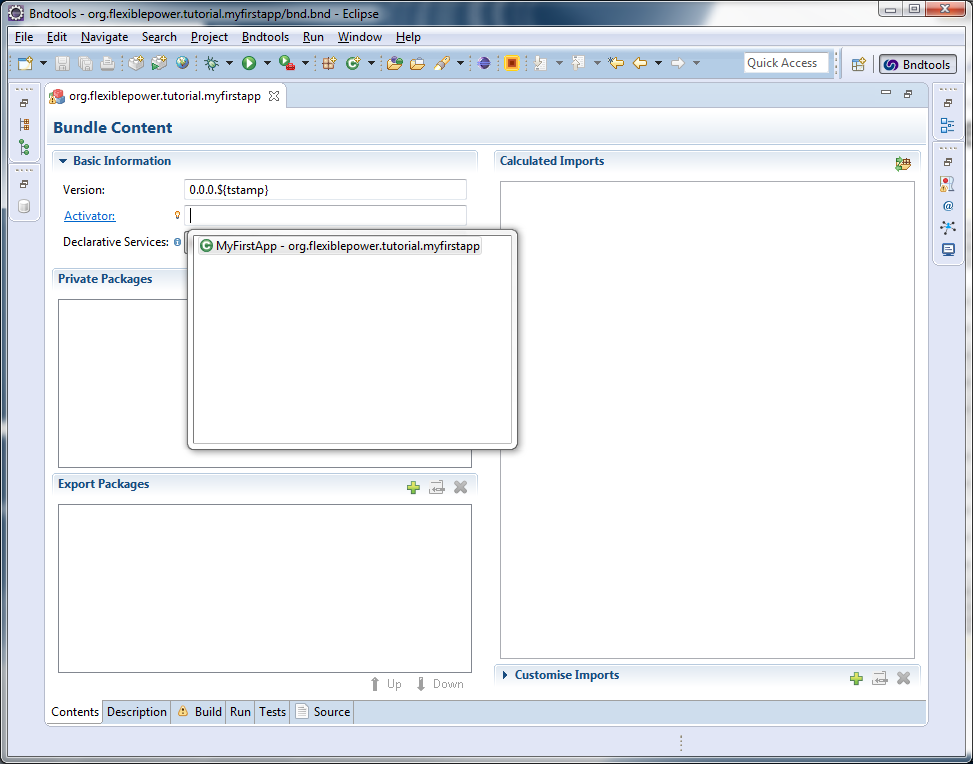 Bndtools - org.flexiblepower.tutorial.myfirstapp/bnd.bnd - Eclipse
File Edit Navigate Search Project Bndtools Run Window Help
Quick Access
Bndtools
org.flexiblepower.tutorial.myfirstapp
Bundle Content
Basic Information
Version: 0.0.0.${tstamp}
Activator:
Declarative Services:
MyFirstApp - org.flexiblepower.tutorial.myfirstapp
Private Packages
Export Packages
Up Down
Calculated Imports
Customise Imports
Contents Description Build Run Tests Source